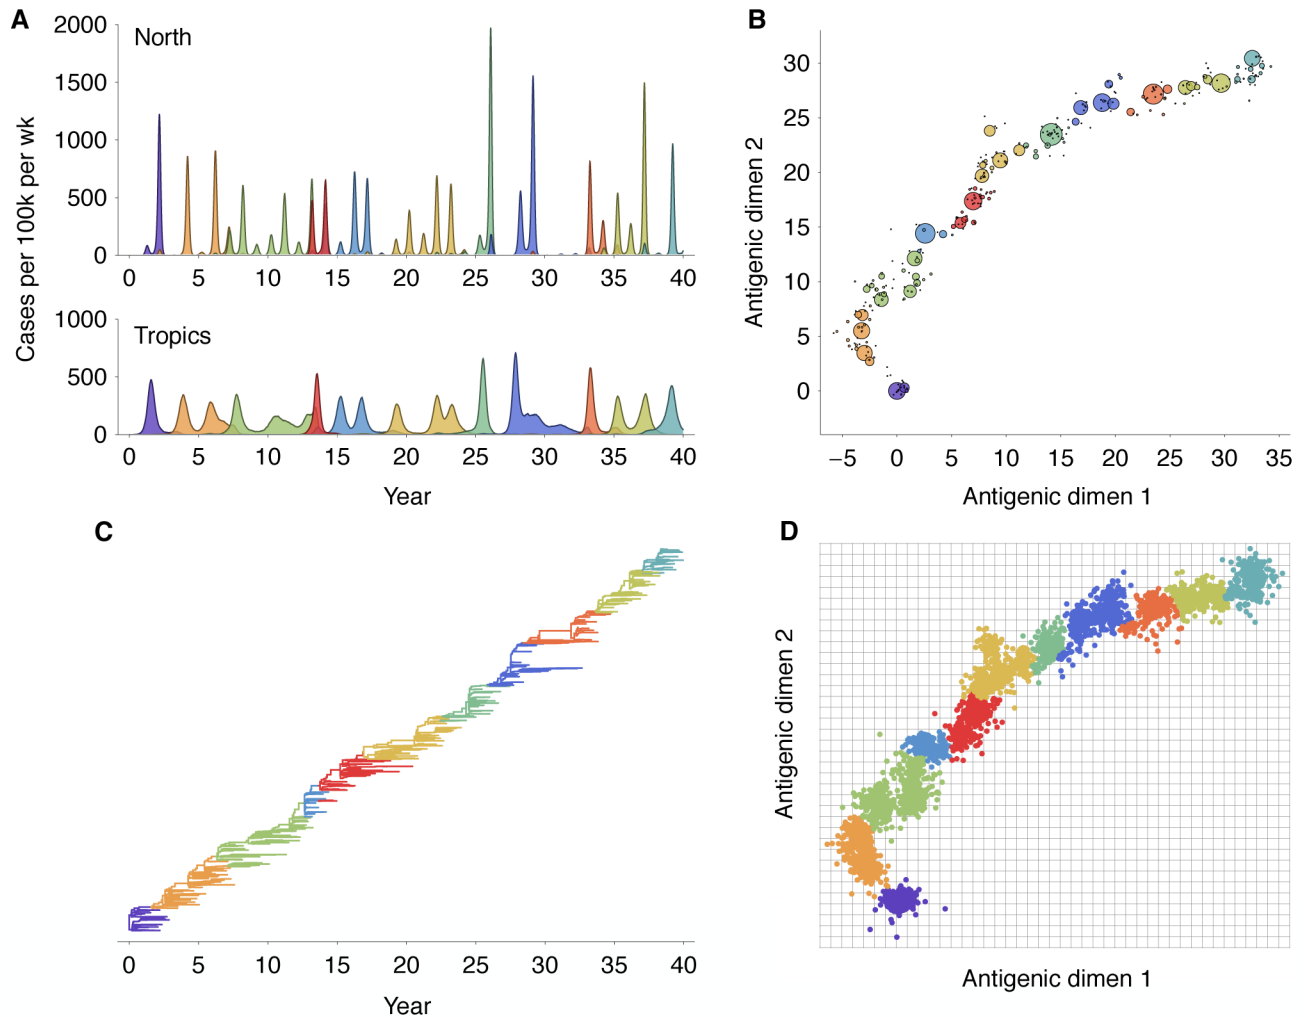 A
North
2000
1500
1000
500
0
0 5 10 15 20 25 30 35 40
Cases per 100k per wk
Tropics
1000
500
0
0 5 10 15 20 25 30 35 40
Year
B
30
25
20
15
10
5
0
Antigenic dimen 2
−5 0 5 10 15 20 25 30 35
Antigenic dimen 1
C
0 5 10 15 20 25 30 35 40
Year
D
Antigenic dimen 2
Antigenic dimen 1